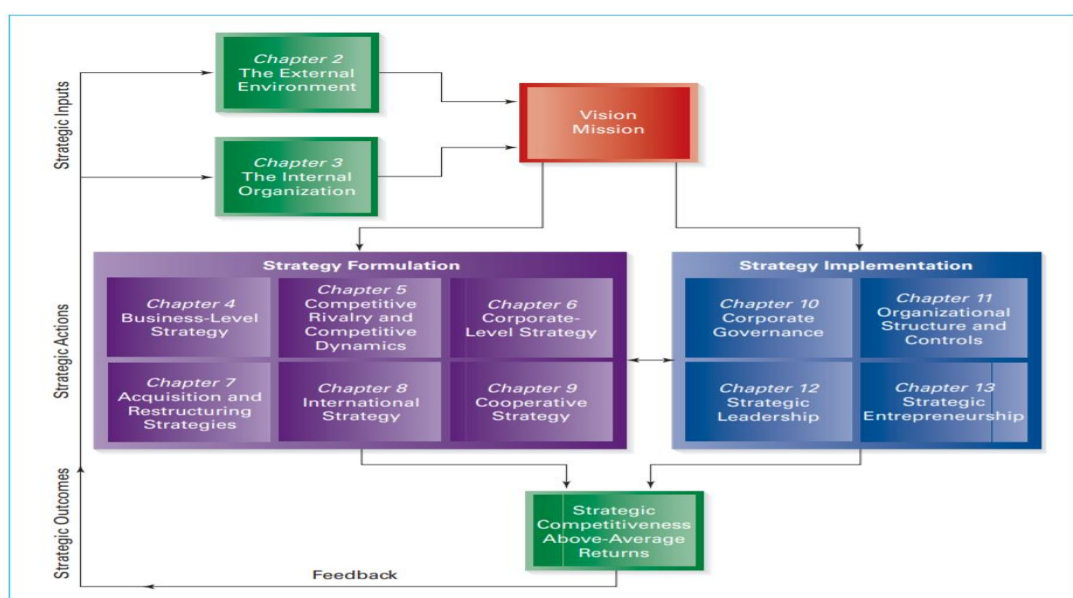 Strategic Inputs
Chapter 2
The External
Environment
Chapter 3
The Internal
Organization
Vision
Mission
Strategic Actions
Strategy Formulation
Chapter 4
Business-Level
Strategy
Chapter 5
Competitive
Rivalry and
Competitive
Dynamics
Chapter 6
Corporate-
Level Strategy
Chapter 7
Acquisition and
Restructuring
Strategies
Chapter 8
International
Strategy
Chapter 9
Cooperative
Strategy
Strategy Implementation
Chapter 10
Corporate
Governance
Chapter 11
Organizational
Structure and
Controls
Chapter 12
Strategic
Leadership
Chapter 13
Strategic
Entrepreneurship
Strategic Outcomes
Strategic
Competitiveness
Above-Average
Returns
Feedback